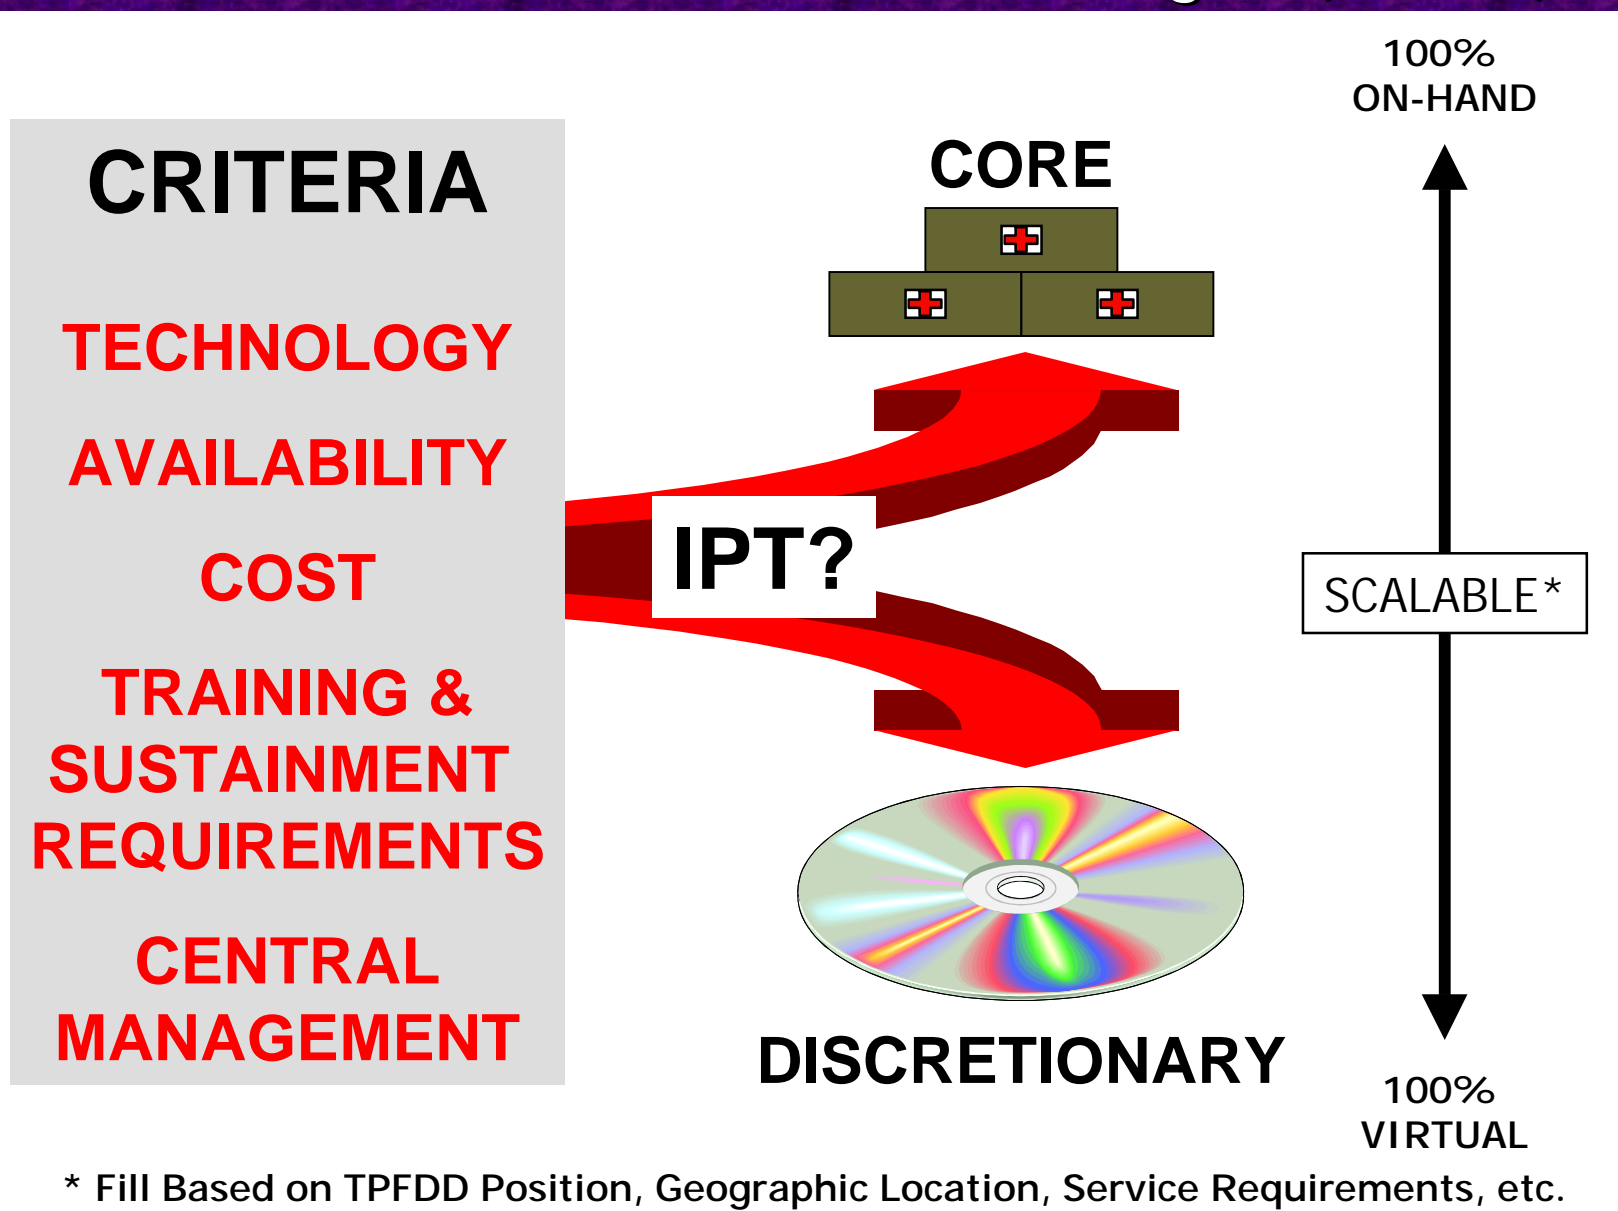 100%
ON-HAND
CRITERIA
TECHNOLOGY
AVAILABILITY
COST
TRAINING &
SUSTAINMENT
REQUIREMENTS
CENTRAL
MANAGEMENT
CORE
IPT?
DISCRETIONARY
SCALABLE*
100%
VIRTUAL
* Fill Based on TPFDD Position, Geographic Location, Service Requirements, etc.